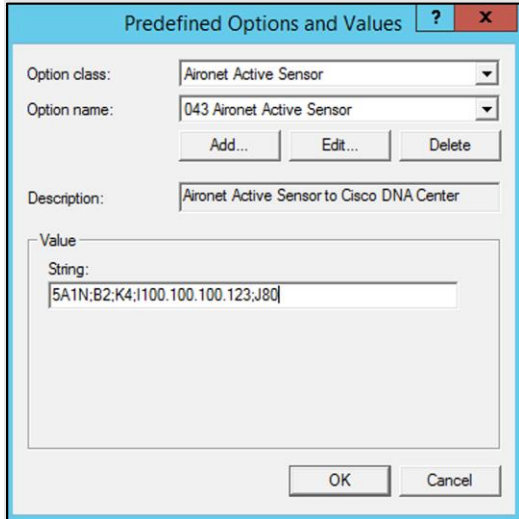 Predefined Options and Values
? x
Option class: Aironet Active Sensor
Option name: 043 Aironet Active Sensor
Add... Edit... Delete
Description: Aironet Active Sensor to Cisco DNA Center
Value
String:
5A1N;B2;K4;I100.100.100.123;J80
OK Cancel